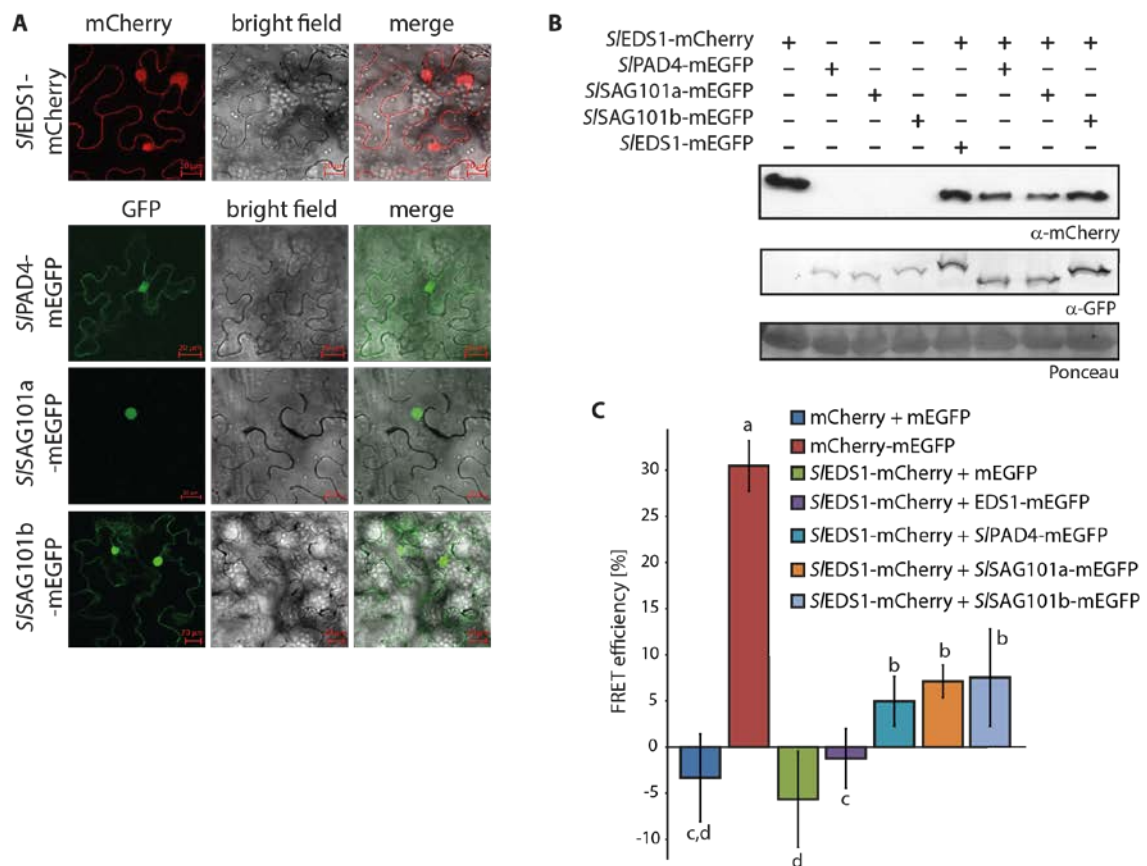 A
mCherry bright field merge
SlEDS1-
mCherry
GFP bright field merge
SlPAD4-
mEGFP
20 µm
SlSAG101a
-mEGFP
SlSAG101b
-mEGFP
B
SlEDS1-mCherry + – – – + + + +
SlPAD4-mEGFP – + – – – + – –
SlSAG101a-mEGFP – – + – – – + –
SlSAG101b-mEGFP – – – + – – – +
SlEDS1-mEGFP – – – – + – – –
α-mCherry
α-GFP
Ponceau
C
mCherry + mEGFP
mCherry-mEGFP
SlEDS1-mCherry + mEGFP
SlEDS1-mCherry + EDS1-mEGFP
SlEDS1-mCherry + SlPAD4-mEGFP
SlEDS1-mCherry + SlSAG101a-mEGFP
SlEDS1-mCherry + SlSAG101b-mEGFP
FRET efficiency [%]
30
25
20
15
10
5
0
-5
-10
c,d
a
d
c
b
b
b